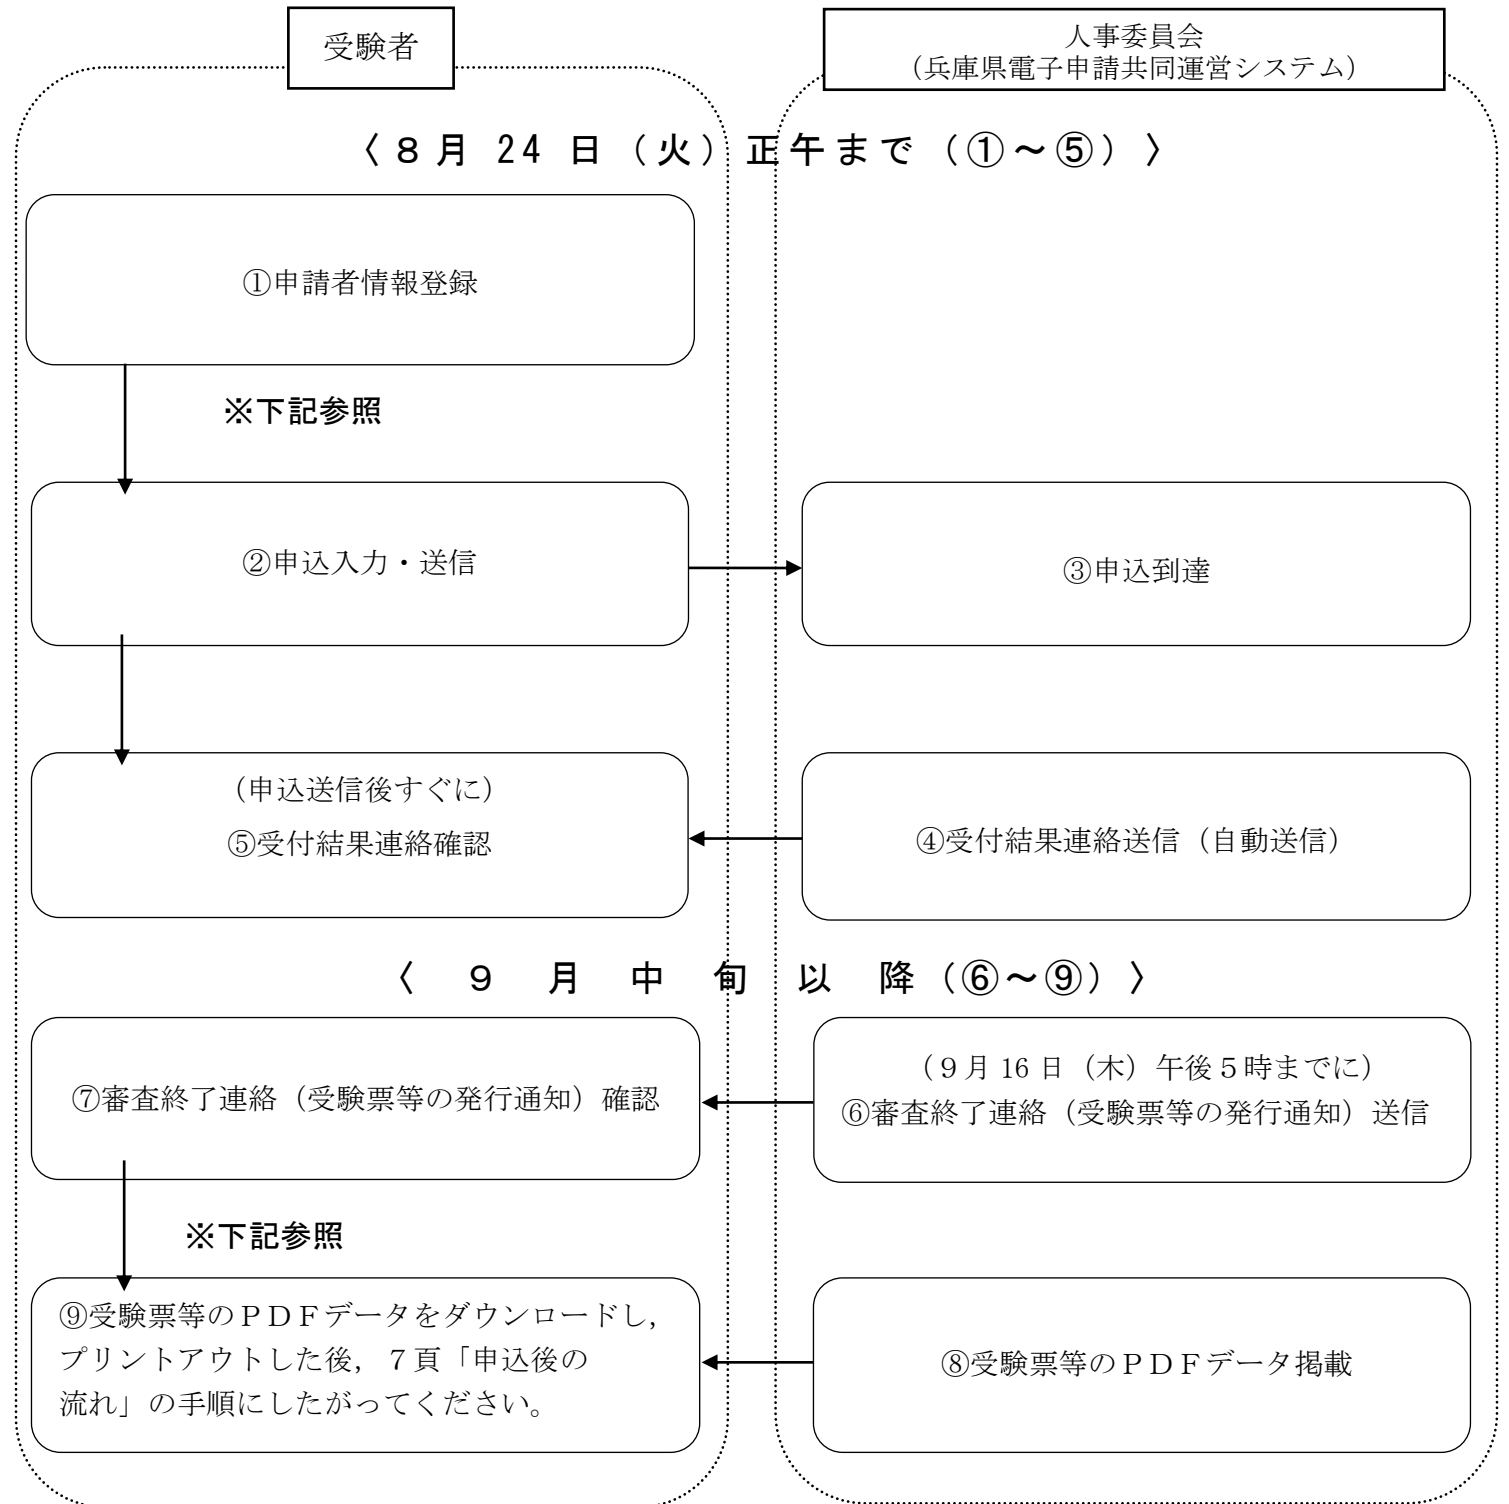 受験者
人事委員会
（兵庫県電子申請共同運営システム）
〈８月 24 日（火）正午まで（①～⑤）〉
①申請者情報登録
※下記参照
②申込入力・送信
③申込到達
（申込送信後すぐに）
⑤受付結果連絡確認
④受付結果連絡送信（自動送信）
〈 ９ 月 中 旬 以 降（⑥～⑨）〉
⑦審査終了連絡（受験票等の発行通知）確認
（９月 16 日（木）午後５時までに）
⑥審査終了連絡（受験票等の発行通知）送信
※下記参照
⑨受験票等のＰＤＦデータをダウンロードし，
プリントアウトした後，７頁「申込後の
流れ」の手順にしたがってください。
⑧受験票等のＰＤＦデータ掲載